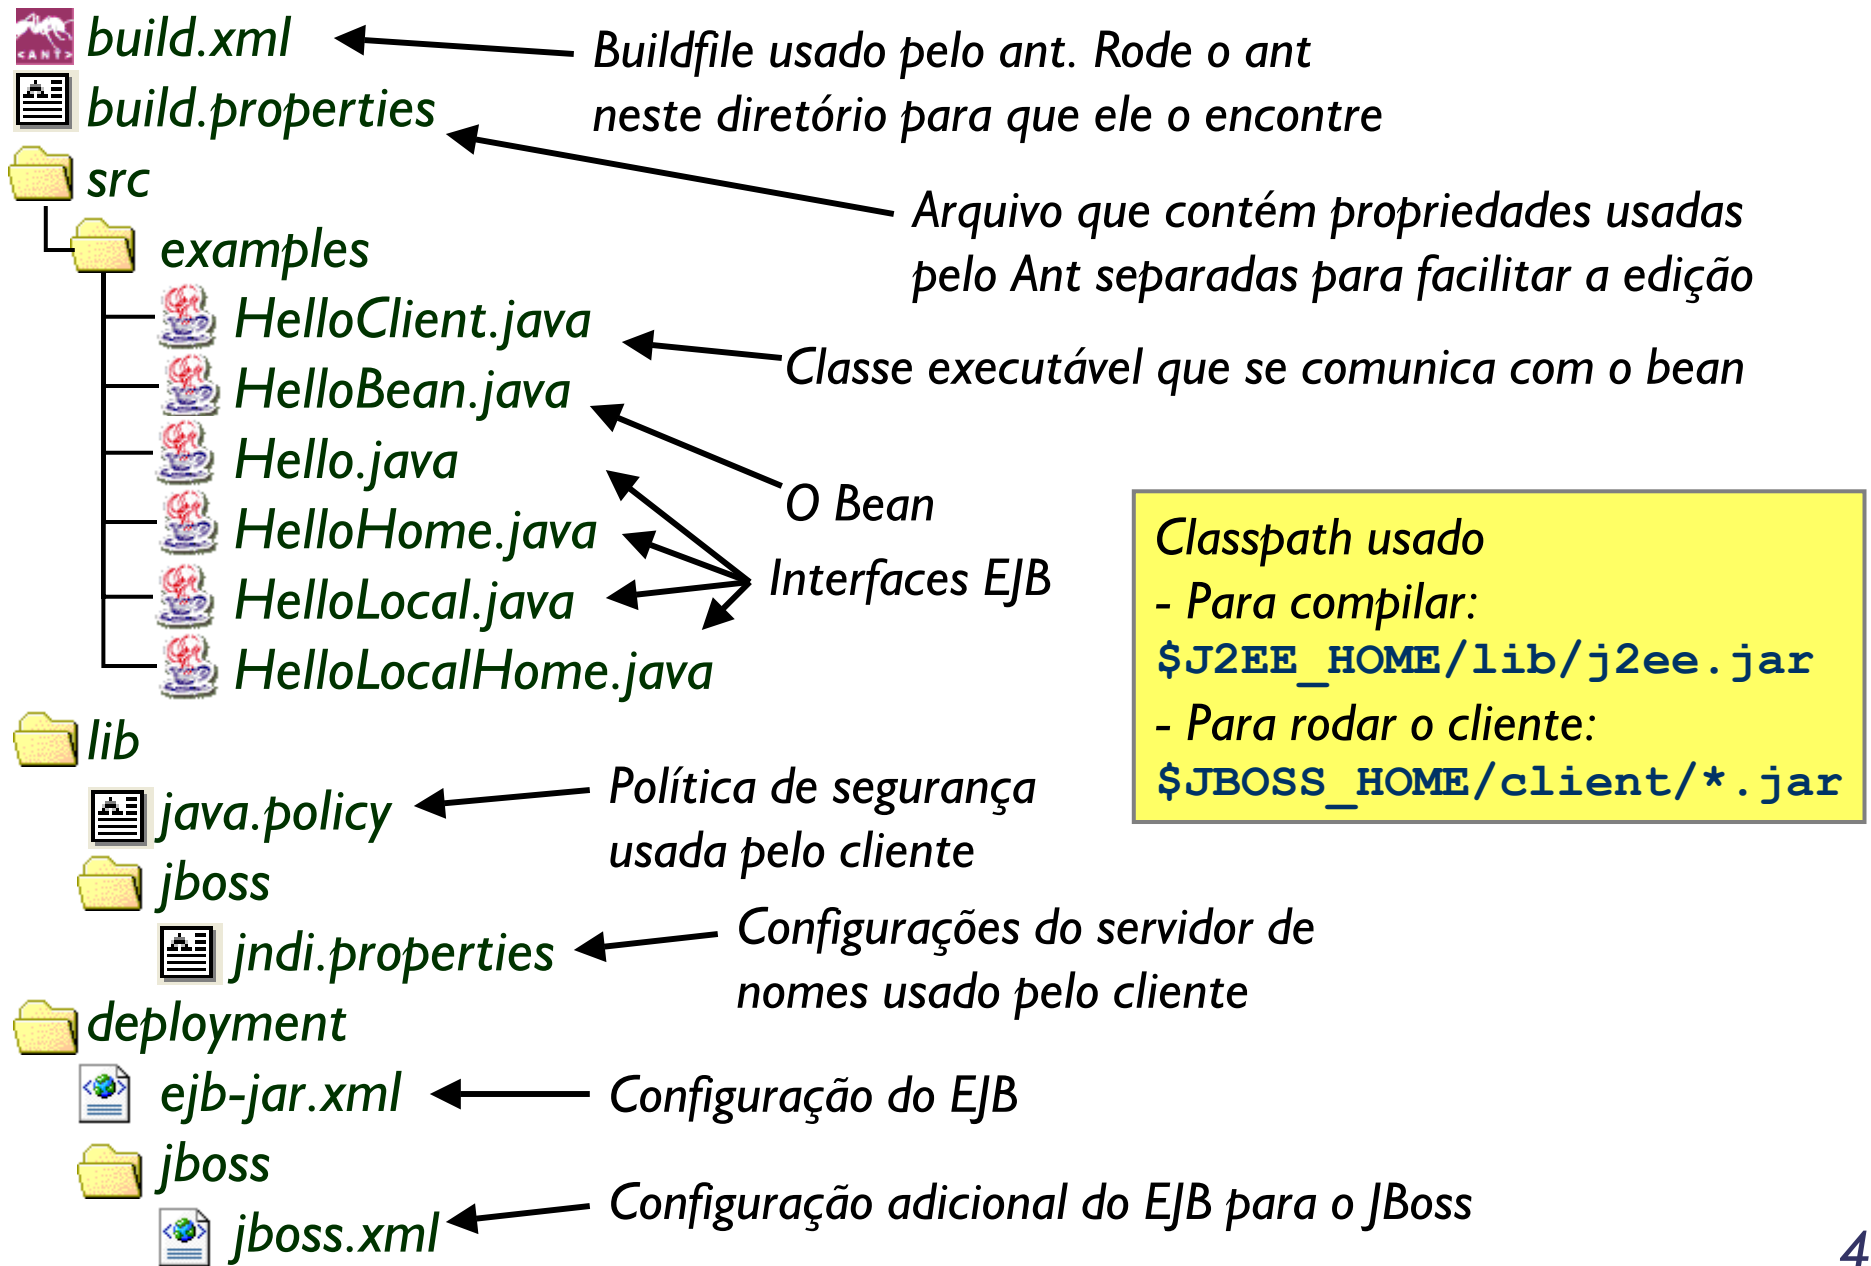 build.xml
<ANT>
build.properties
Buildfile usado pelo ant. Rode o ant
neste diretório para que ele o encontre
src
Arquivo que contém propriedades usadas
pelo Ant separadas para facilitar a edição
examples
HelloClient.java
Classe executável que se comunica com o bean
HelloBean.java
O Bean
Hello.java
HelloHome.java
Interfaces EJB
HelloLocal.java
HelloLocalHome.java
Classpath usado
- Para compilar:
$J2EE_HOME/lib/j2ee.jar
- Para rodar o cliente:
$JBOSS_HOME/client/*.jar
lib
java.policy
Política de segurança
usada pelo cliente
jboss
jndi.properties
Configurações do servidor de
nomes usado pelo cliente
deployment
ejb-jar.xml
Configuração do EJB
jboss
jboss.xml
Configuração adicional do EJB para o JBoss
4